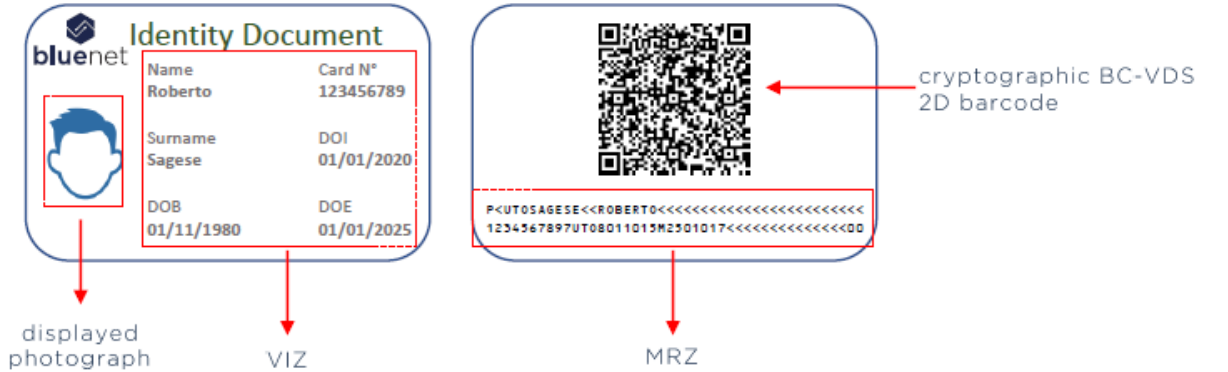 bluenet
Identity Document
Name Card N°
Roberto 123456789
Surname DOI
Sagese 01/01/2020
DOB DOE
01/11/1980 01/01/2025
displayed
photograph
VIZ
cryptographic BC-VDS
2D barcode
P<UTOSAGESE<<ROBERTO<<<<<<<<<<<<<<<<<<<<<<<<
1234567897UTO8011015M2501017<<<<<<<<<<<<<<00
MRZ